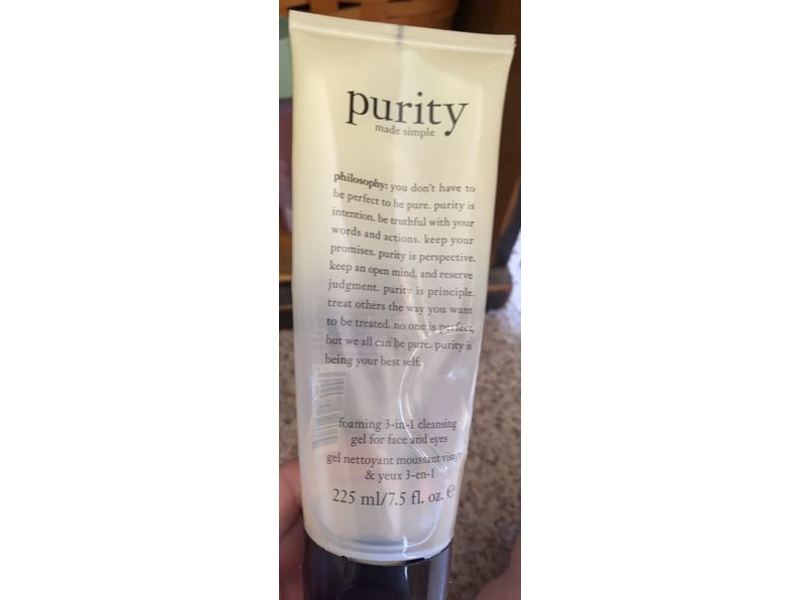 purity
made simple
philosophy: you don't have to
be perfect to be pure. purity is
intention. be truthful with your
words and actions. keep your
promises. purity is perspective.
keep an open mind, and reserve
judgment. purity is principle.
treat others the way you want
to be treated. no one is perfect,
but we all can be pure. purity is
being your best self.
foaming 3-in-1 cleansing
gel for face and eyes
gel nettoyant moussant visage
& yeux 3-en-1
225 ml/7.5 fl. oz. ℮